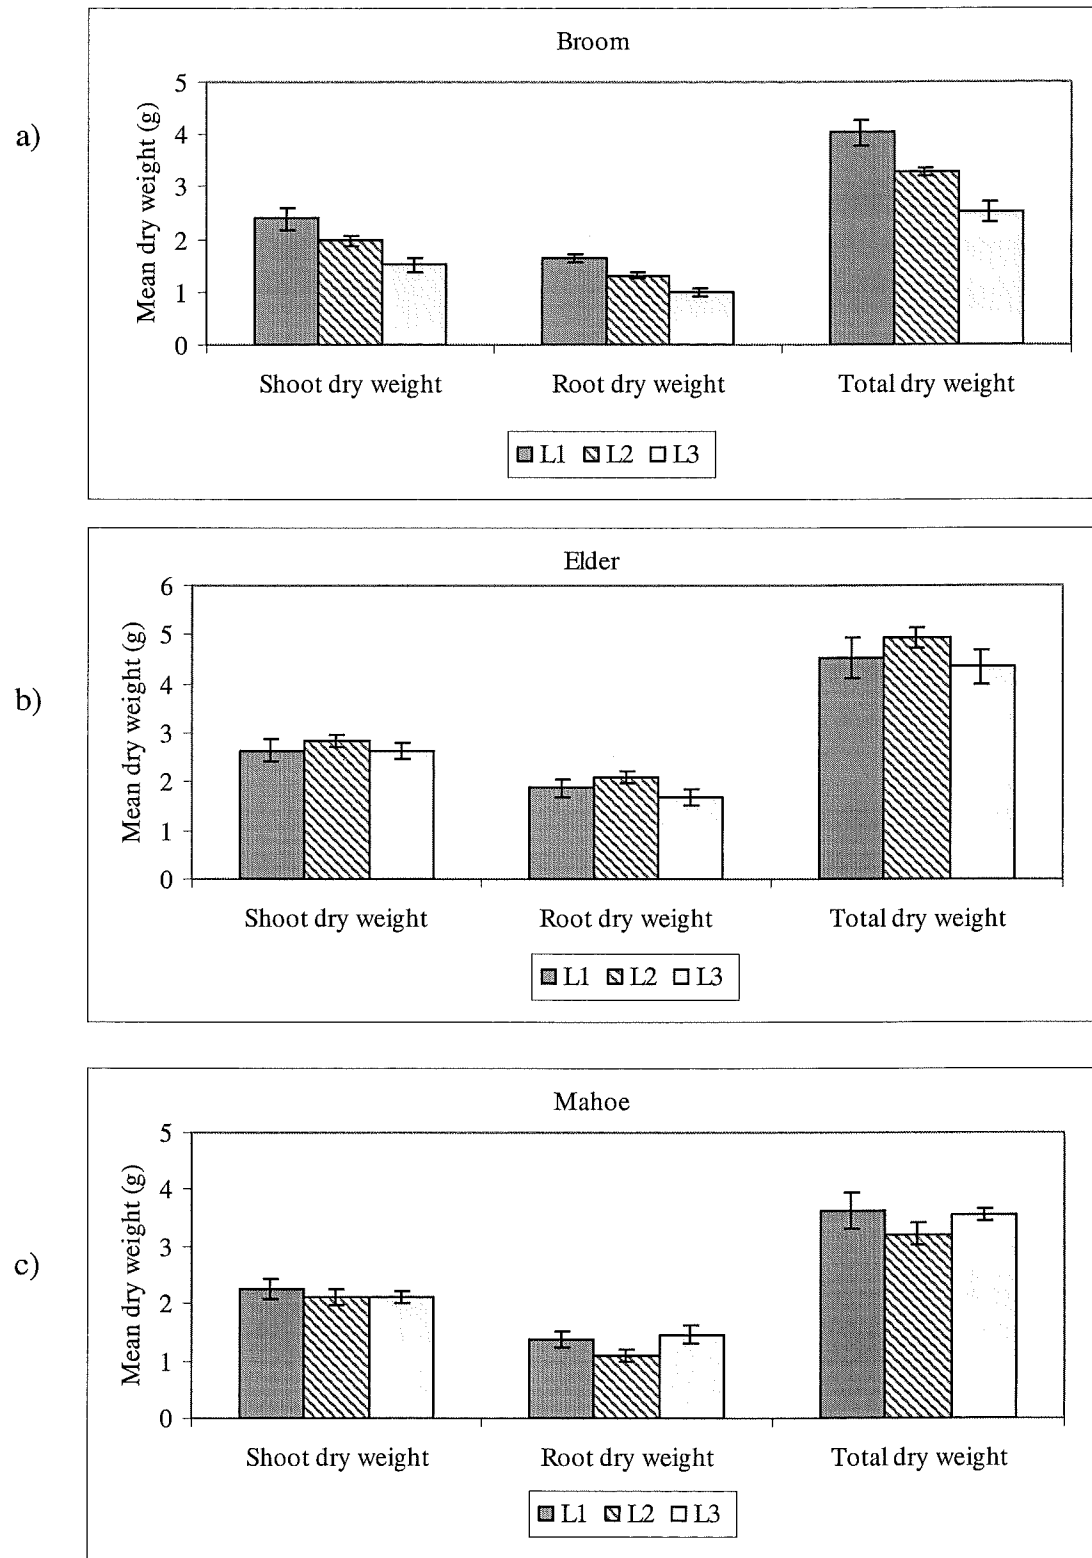 a)
Broom
Mean dry weight (g)
5
4
3
2
1
0
Shoot dry weight Root dry weight Total dry weight
L1 L2 L3
b)
Elder
Mean dry weight (g)
6
5
4
3
2
1
0
Shoot dry weight Root dry weight Total dry weight
L1 L2 L3
c)
Mahoe
Mean dry weight (g)
5
4
3
2
1
0
Shoot dry weight Root dry weight Total dry weight
L1 L2 L3